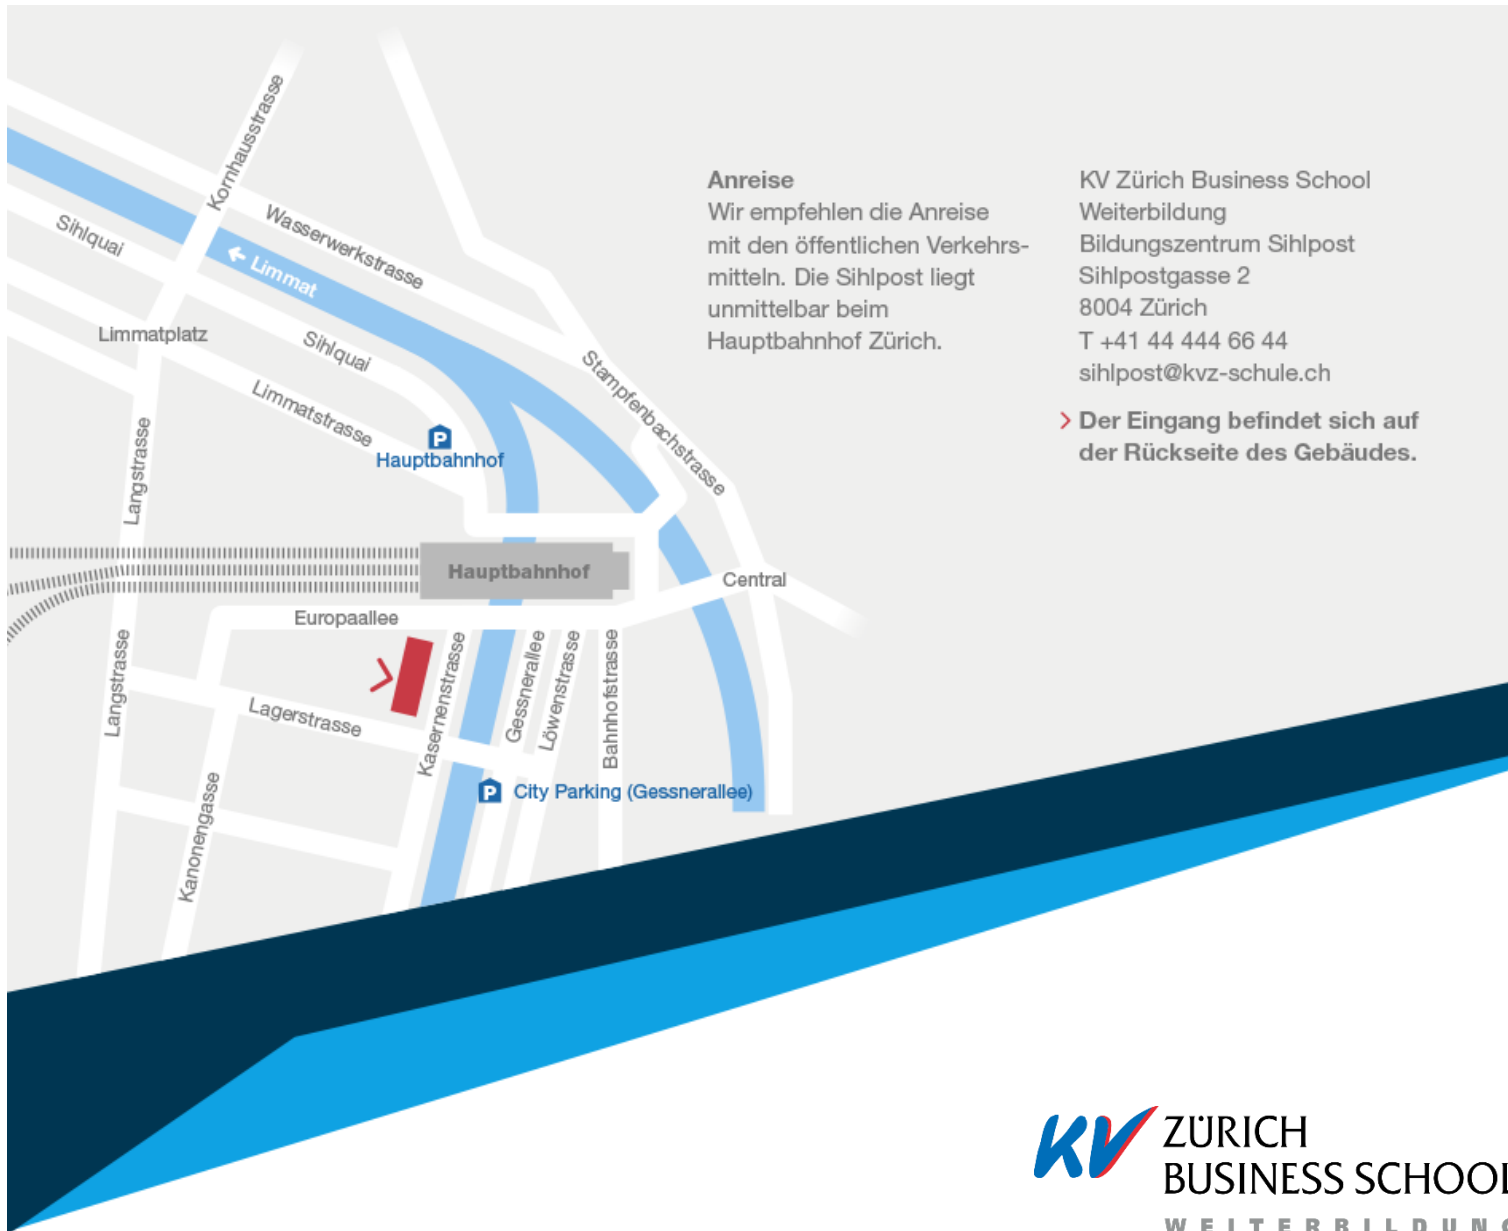 Kornhausstrasse
Wasserwerkstrasse
Sihlquai
← Limmat
Limmatplatz
Sihlquai
Limmatstrasse
Stampfenbachstrasse
P
Hauptbahnhof
Langstrasse
Hauptbahnhof
Central
Europaallee
Langstrasse
Lagerstrasse
Kasernenstrasse
Gessnerallee
Löwenstrasse
Bahnhofstrasse
P City Parking (Gessnerallee)
Kanonengasse
Anreise
Wir empfehlen die Anreise
mit den öffentlichen Verkehrs-
mitteln. Die Sihlpost liegt
unmittelbar beim
Hauptbahnhof Zürich.
KV Zürich Business School
Weiterbildung
Bildungszentrum Sihlpost
Sihlpostgasse 2
8004 Zürich
T +41 44 444 66 44
sihlpost@kvz-schule.ch
> Der Eingang befindet sich auf
der Rückseite des Gebäudes.
KV ZÜRICH
BUSINESS SCHOOL
WEITERBILDUNG